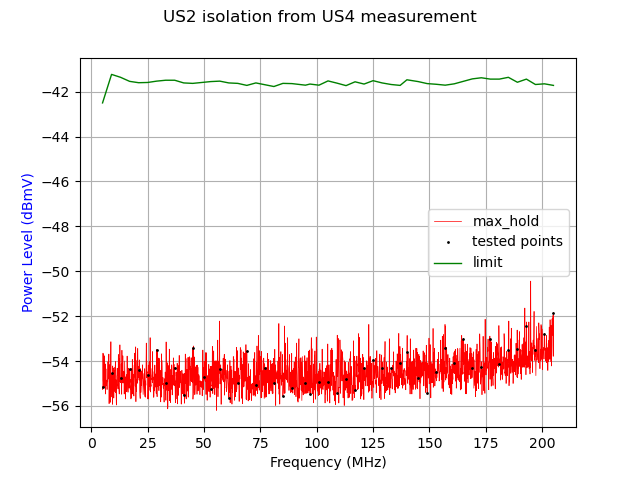 US2 isolation from US4 measurement
−42
−44
−46
−48
−50
−52
−54
−56
Power Level (dBmV)
max_hold
tested points
limit
0 25 50 75 100 125 150 175 200
Frequency (MHz)